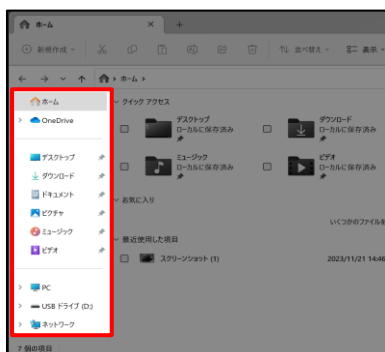 ホーム
新規作成
並べ替え
表示
ホーム
ホーム
OneDrive
デスクトップ
ダウンロード
ドキュメント
ピクチャ
ミュージック
ビデオ
PC
USB ドライブ (D:)
ネットワーク
クイック アクセス
デスクトップ
ローカルに保存済み
ダウンロード
ローカルに保存済み
ミュージック
ローカルに保存済み
ビデオ
ローカルに保存済み
お気に入り
いくつかのファイルを
最近使用した項目
スクリーンショット (1)
2023/11/21 14:46
7 個の項目